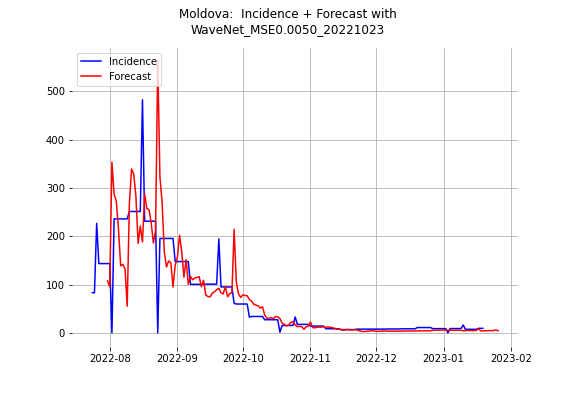 Moldova:  Incidence + Forecast with
WaveNet_MSE0.0050_20221023
Incidence
Forecast
500
400
300
200
100
0
2022-08 2022-09 2022-10 2022-11 2022-12 2023-01 2023-02